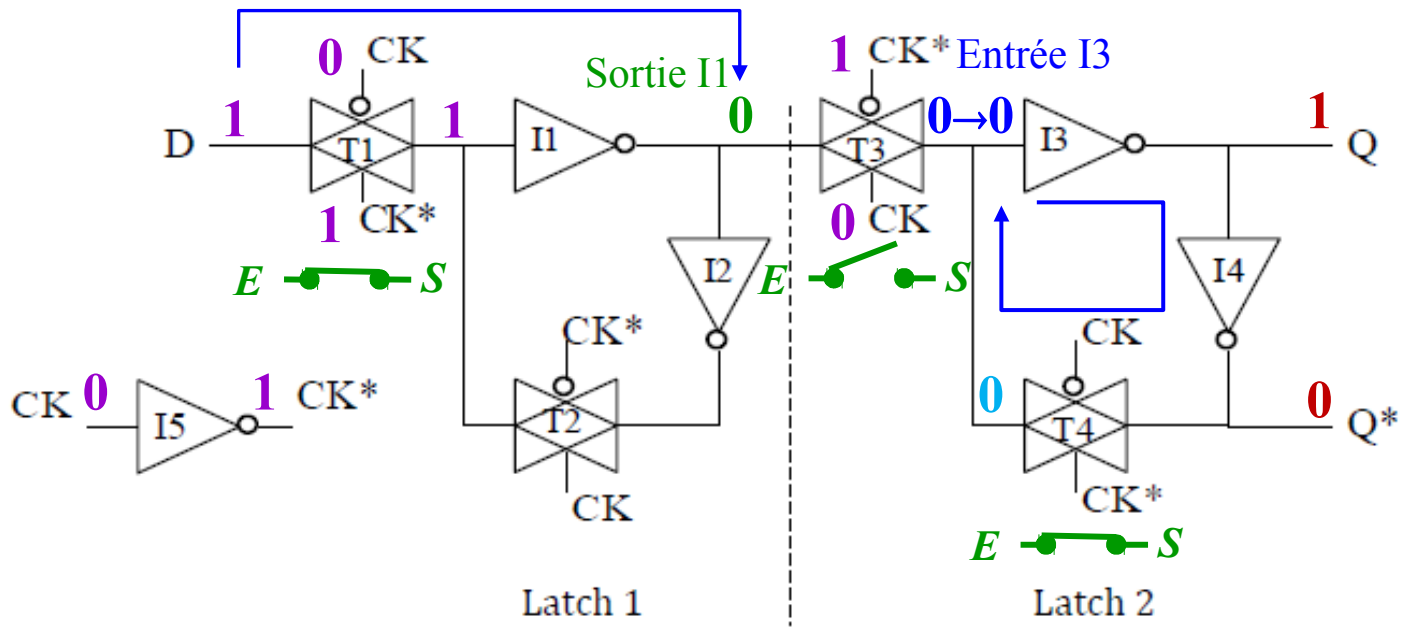 0 CK
Sortie I1
1 CK* Entrée I3
D 1 T1 1 I1 0 T3 0→0 I3 1 Q
1 CK*
0 CK
E S
I2
E S
I4
CK*
CK
CK 0 I5 1 CK*
T2
0 T4 0 Q*
CK
CK*
E S
Latch 1
Latch 2